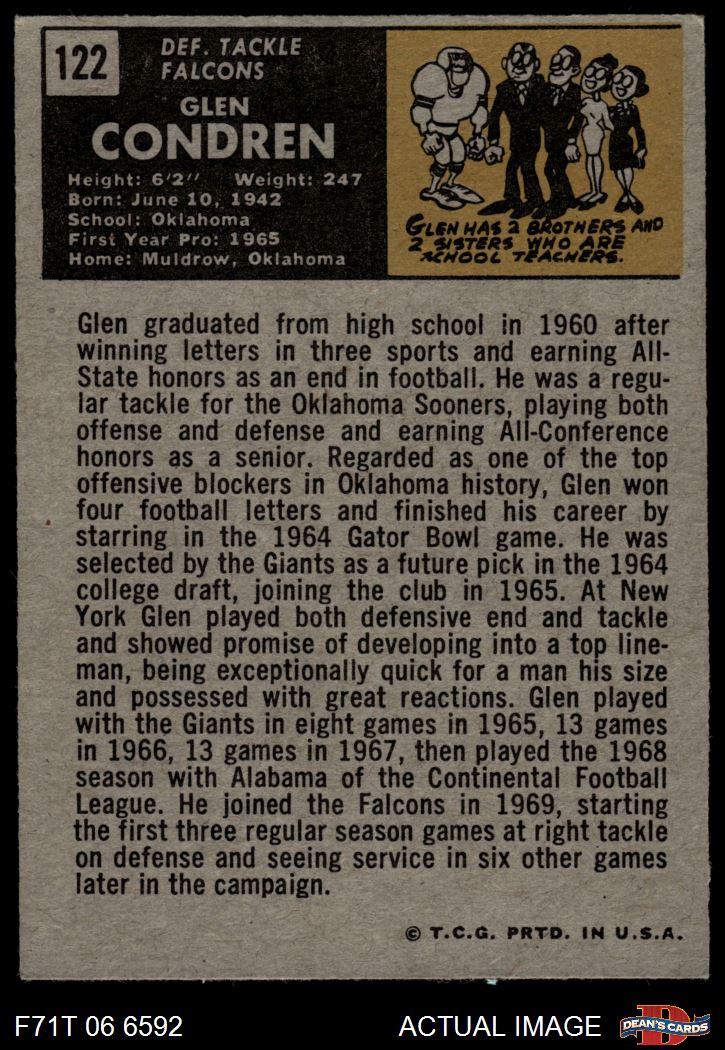 122
DEF. TACKLE
FALCONS
GLEN
CONDREN
Height: 6'2" Weight: 247
Born: June 10, 1942
School: Oklahoma
First Year Pro: 1965
Home: Muldrow, Oklahoma
GLEN HAS 2 BROTHERS AND
2 SISTERS WHO ARE
SCHOOL TEACHERS.
Glen graduated from high school in 1960 after
winning letters in three sports and earning All-
State honors as an end in football. He was a regu-
lar tackle for the Oklahoma Sooners, playing both
offense and defense and earning All-Conference
honors as a senior. Regarded as one of the top
offensive blockers in Oklahoma history, Glen won
four football letters and finished his career by
starring in the 1964 Gator Bowl game. He was
selected by the Giants as a future pick in the 1964
college draft, joining the club in 1965. At New
York Glen played both defensive end and tackle
and showed promise of developing into a top line-
man, being exceptionally quick for a man his size
and possessed with great reactions. Glen played
with the Giants in eight games in 1965, 13 games
in 1966, 13 games in 1967, then played the 1968
season with Alabama of the Continental Football
League. He joined the Falcons in 1969, starting
the first three regular season games at right tackle
on defense and seeing service in six other games
later in the campaign.
© T.C.G. PRTD. IN U.S.A.
F71T 06 6592
ACTUAL IMAGE
D
DEAN'S CARDS